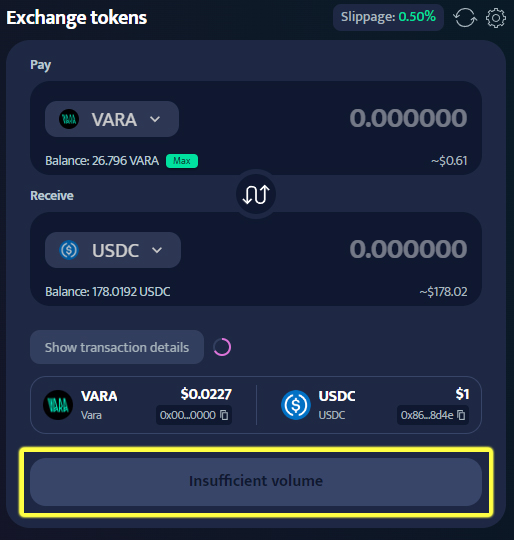 Exchange tokens
Slippage: 0.50%
Pay
VARA
0.000000
Balance: 26.796 VARA Max
~$0.61
Receive
USDC
0.000000
Balance: 178.0192 USDC
~$178.02
Show transaction details
VARA $0.0227
Vara 0x00...0000
USDC $1
USDC 0x86...8d4e
Insufficient volume